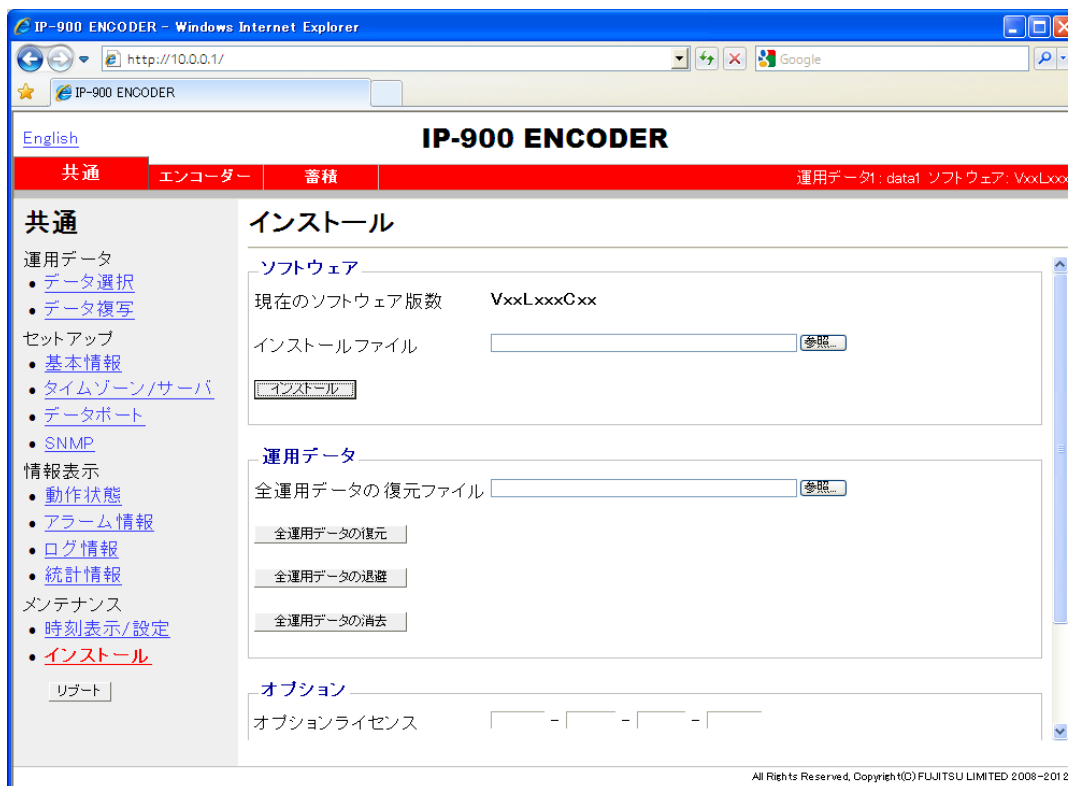 IP-900 ENCODER - Windows Internet Explorer
http://10.0.0.1/
Google
IP-900 ENCODER
English
IP-900 ENCODER
共通 エンコーダー 蓄積 運用データ1: data1 ソフトウェア: VxxLxxx
共通
運用データ
データ選択
データ複写
セットアップ
基本情報
タイムゾーン/サーバ
データポート
SNMP
情報表示
動作状態
アラーム情報
ログ情報
統計情報
メンテナンス
時刻表示/設定
インストール
リブート
インストール
ソフトウェア
現在のソフトウェア版数 VxxLxxxCxx
インストールファイル 参照...
インストール
運用データ
全運用データの復元ファイル 参照...
全運用データの復元
全運用データの退避
全運用データの消去
オプション
オプションライセンス - - -
All Rights Reserved, Copyright(C) FUJITSU LIMITED 2008-2012